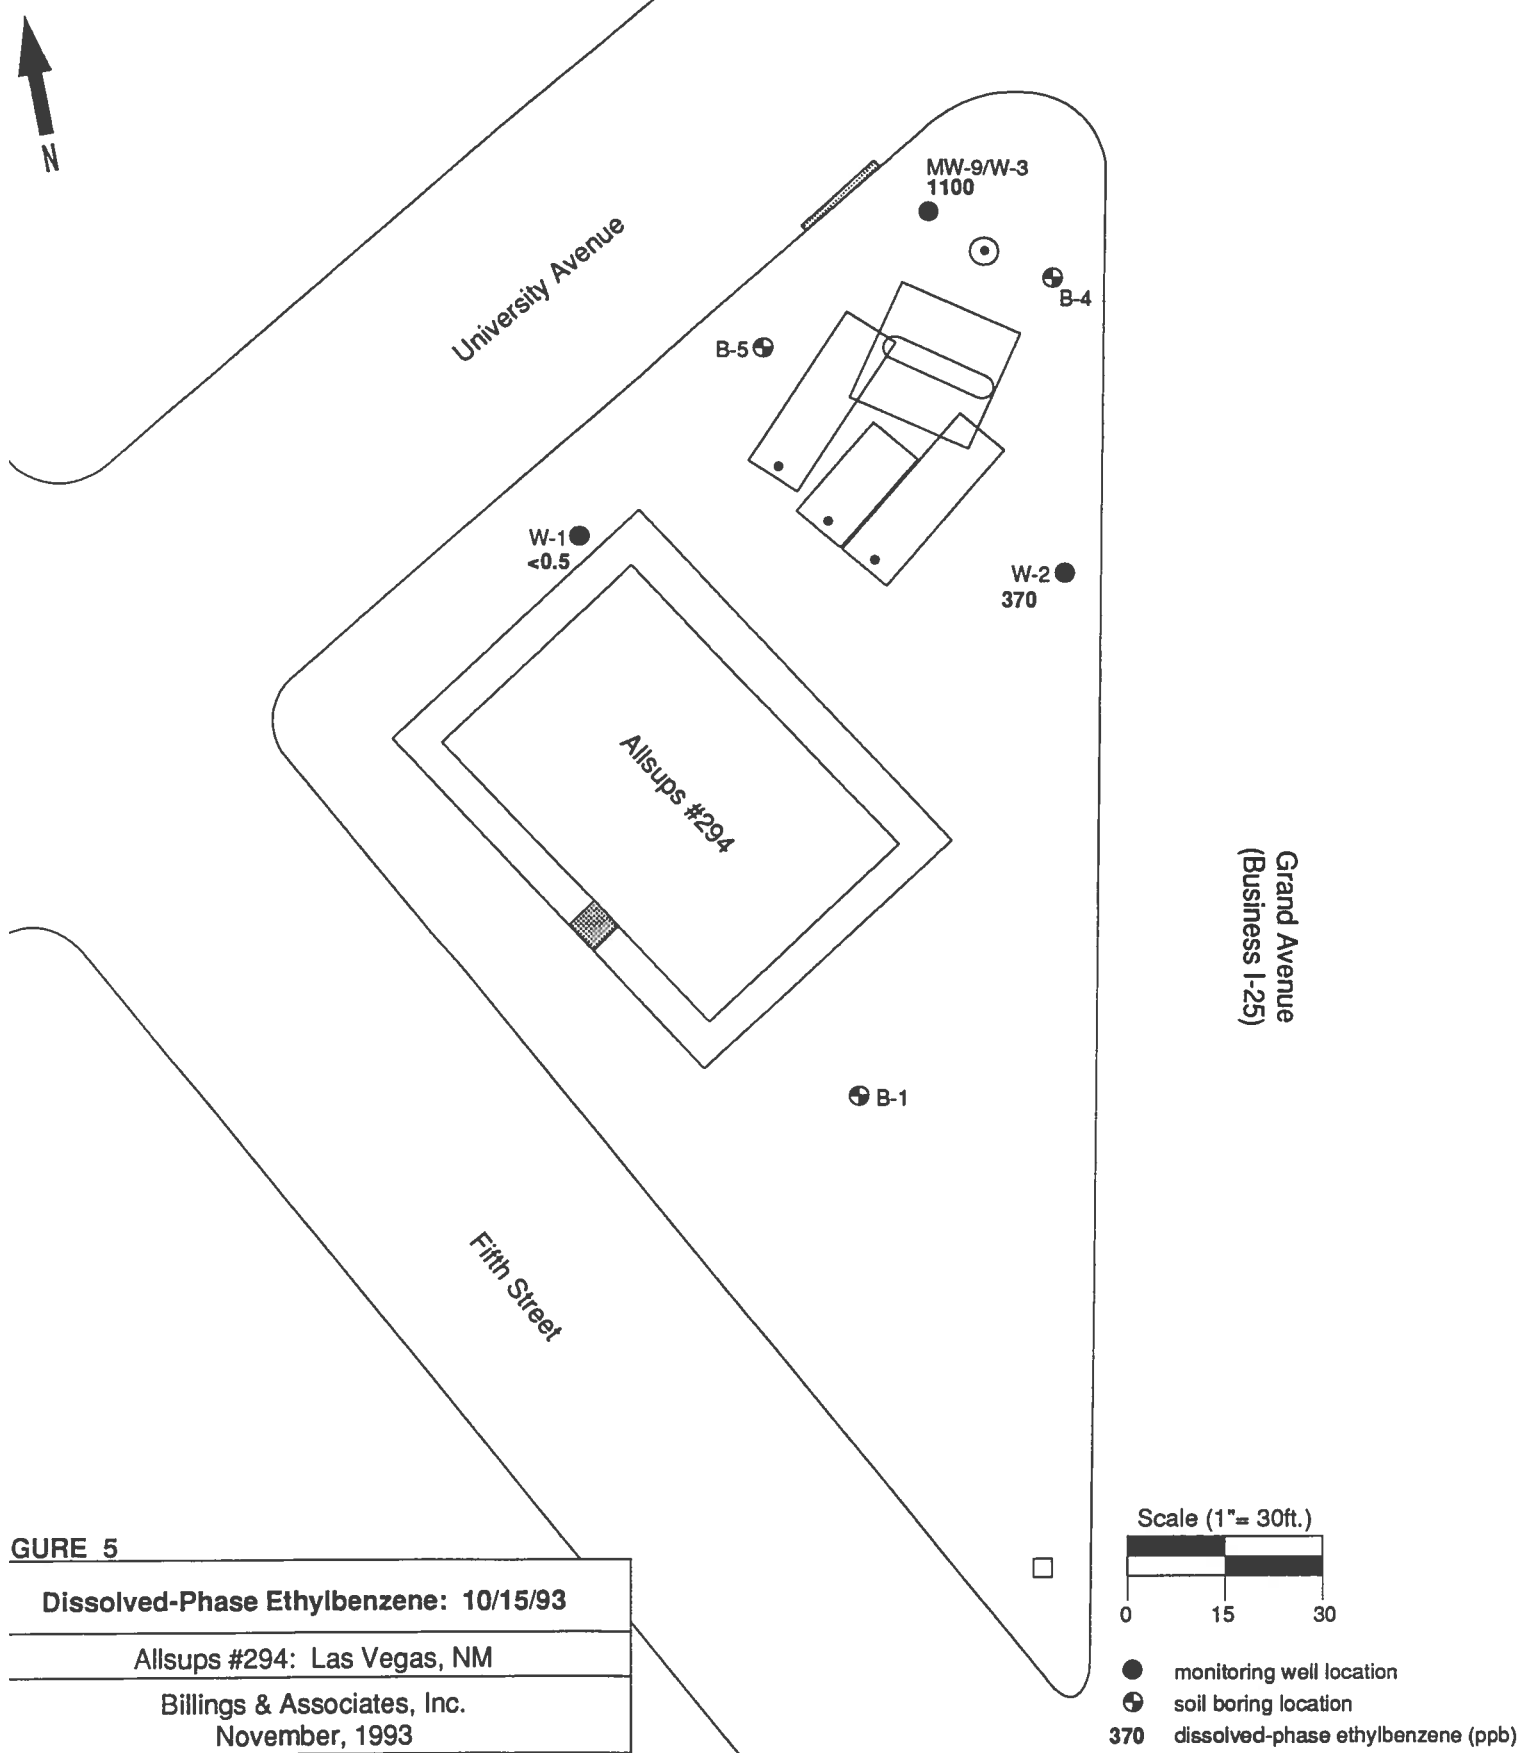 N
MW-9/W-3
1100
University Avenue
B-4
B-5
W-1
<0.5
W-2
370
Allsups #294
Grand Avenue
(Business I-25)
B-1
Fifth Street
GURE 5
Dissolved-Phase Ethylbenzene: 10/15/93
Allsups #294: Las Vegas, NM
Billings & Associates, Inc.
November, 1993
Scale (1"= 30ft.)
0 15 30
monitoring well location
soil boring location
370 dissolved-phase ethylbenzene (ppb)